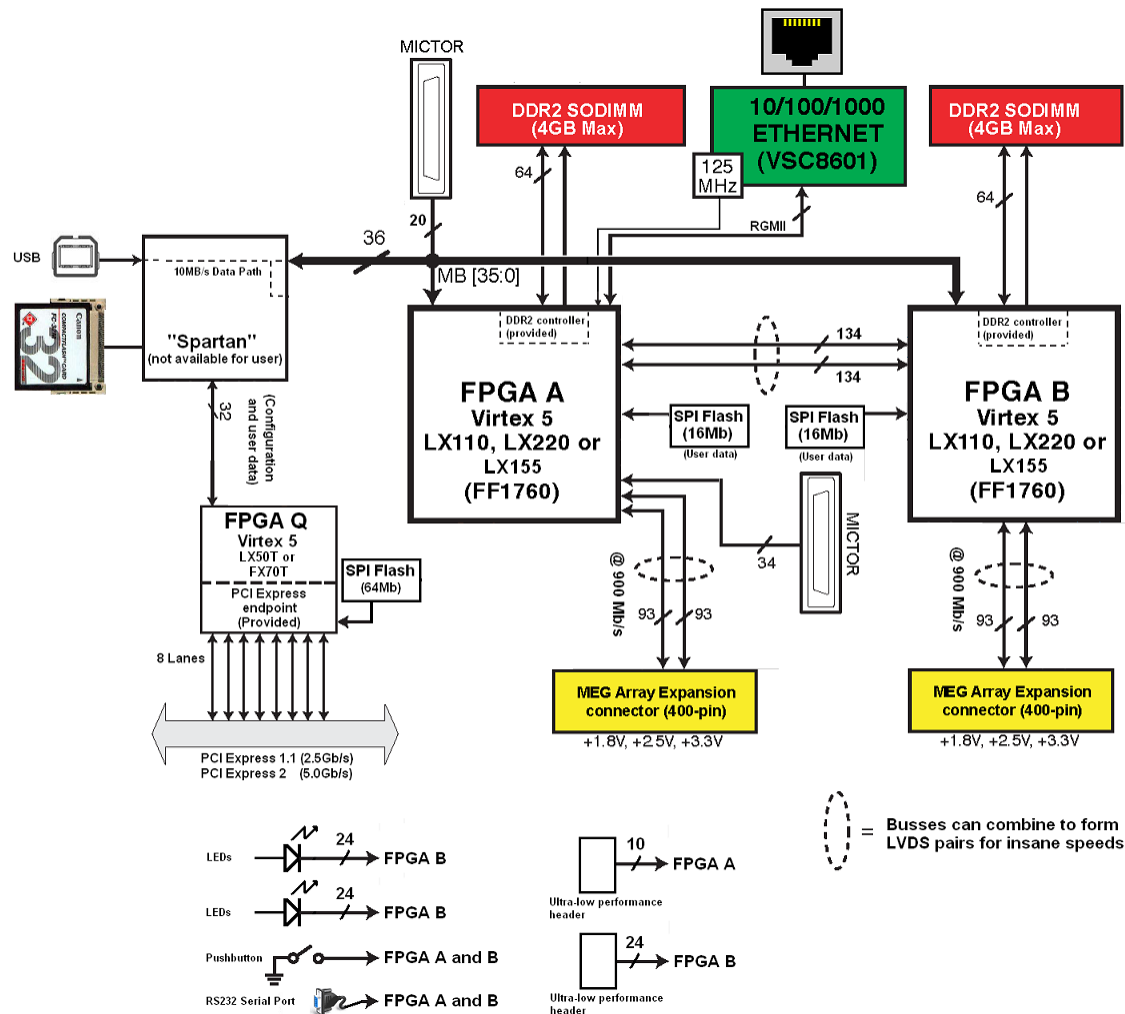 MICTOR
DDR2 SODIMM
(4GB Max)
10/100/1000
ETHERNET
(VSC8601)
DDR2 SODIMM
(4GB Max)
125
MHz
64
64
20
RGMII
36
USB
10MB/s Data Path
MB [35:0]
"Spartan"
(not available for user)
Canon
COMPACTFLASH CARD
32
DDR2 controller
(provided)
DDR2 controller
(provided)
134
134
FPGA A
Virtex 5
LX110, LX220 or
LX155
(FF1760)
SPI Flash
(16Mb)
(User data)
SPI Flash
(16Mb)
(User data)
FPGA B
Virtex 5
LX110, LX220 or
LX155
(FF1760)
32
(Configuration
and user data)
FPGA Q
Virtex 5
LX50T or
FX70T
PCI Express
endpoint
(Provided)
SPI Flash
(64Mb)
MICTOR
34
@ 900 Mb/s
93
93
@ 900 Mb/s
93
93
8 Lanes
MEG Array Expansion
connector (400-pin)
+1.8V, +2.5V, +3.3V
MEG Array Expansion
connector (400-pin)
+1.8V, +2.5V, +3.3V
PCI Express 1.1 (2.5Gb/s)
PCI Express 2 (5.0Gb/s)
= Busses can combine to form
LVDS pairs for insane speeds
LEDs
24
FPGA B
LEDs
24
FPGA B
Pushbutton
FPGA A and B
RS232 Serial Port
FPGA A and B
10
FPGA A
Ultra-low performance
header
24
FPGA B
Ultra-low performance
header